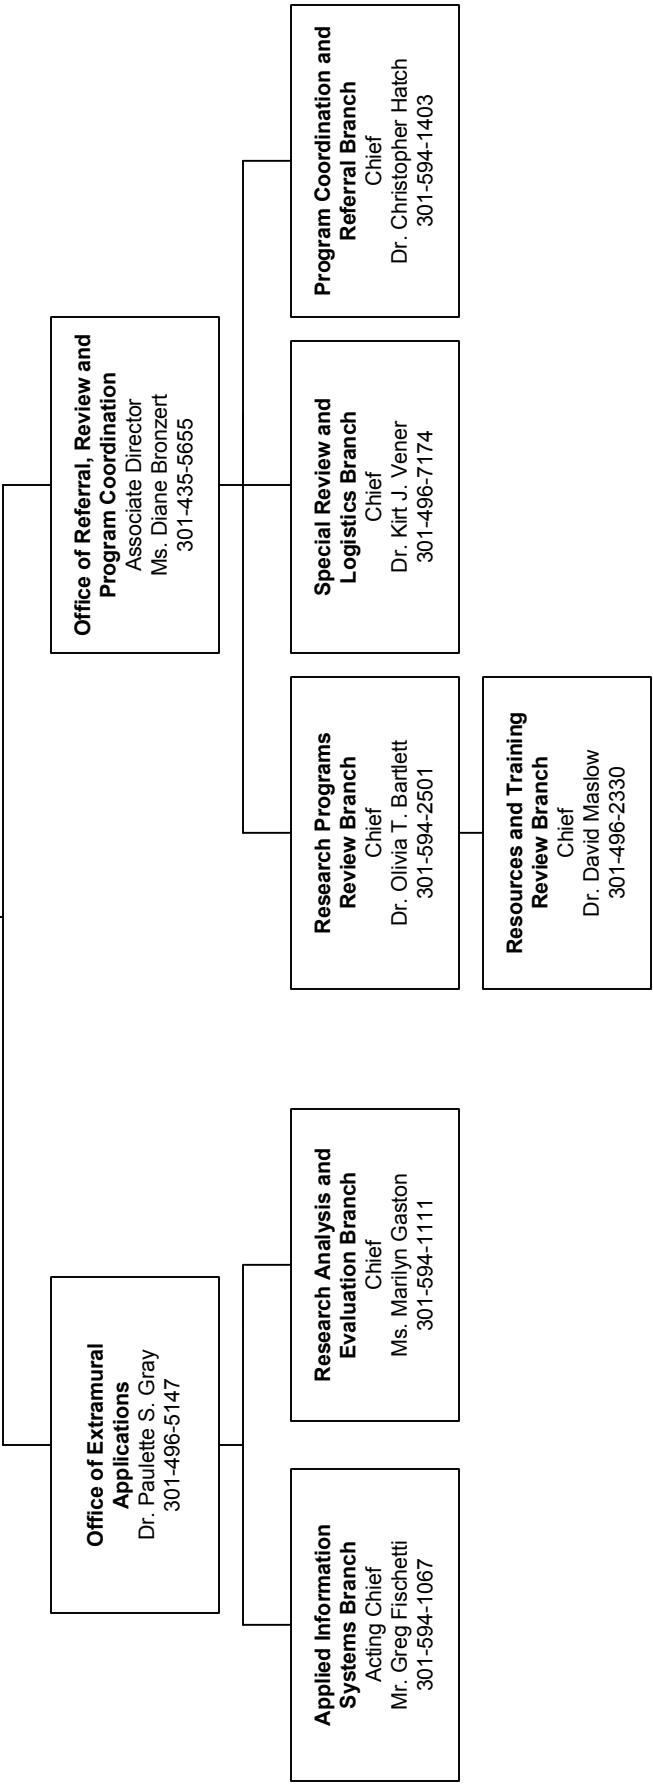 Office of Extramural
Applications
Dr. Paulette S. Gray
301-496-5147
Office of Referral, Review and
Program Coordination
Associate Director
Ms. Diane Bronzert
301-435-5655
Applied Information
Systems Branch
Acting Chief
Mr. Greg Fischetti
301-594-1067
Research Analysis and
Evaluation Branch
Chief
Ms. Marilyn Gaston
301-594-1111
Research Programs
Review Branch
Chief
Dr. Olivia T. Bartlett
301-594-2501
Special Review and
Logistics Branch
Chief
Dr. Kirt J. Vener
301-496-7174
Program Coordination and
Referral Branch
Chief
Dr. Christopher Hatch
301-594-1403
Resources and Training
Review Branch
Chief
Dr. David Maslow
301-496-2330